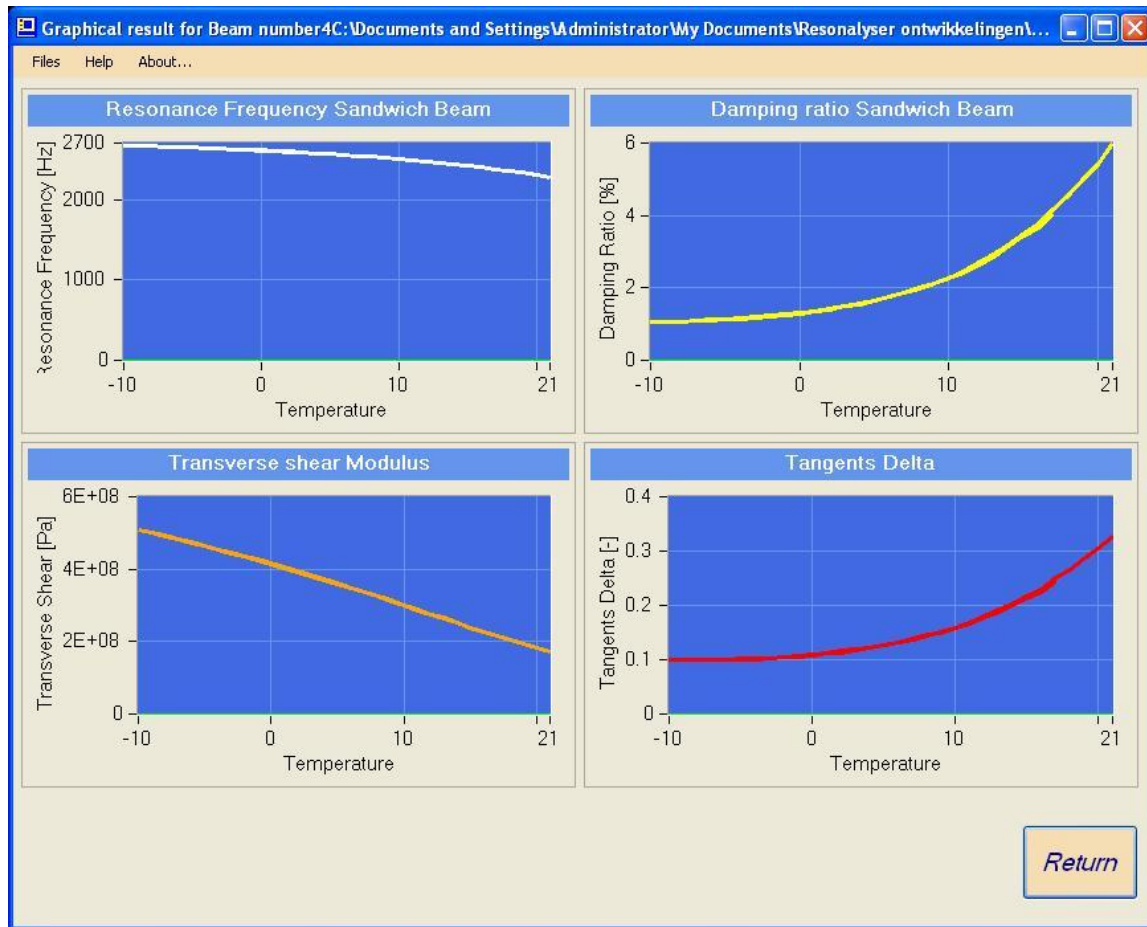 Graphical result for Beam number4C:\Documents and Settings\Administrator\My Documents\Resonalyser ontwikkelingen\...
Files Help About...
Resonance Frequency Sandwich Beam
Resonance Frequency [Hz]
2700
2000
1000
0
-10 0 10 21
Temperature
Damping ratio Sandwich Beam
Damping Ratio [%]
6
4
2
0
-10 0 10 21
Temperature
Transverse shear Modulus
Transverse Shear [Pa]
6E+08
4E+08
2E+08
0
-10 0 10 21
Temperature
Tangents Delta
Tangents Delta [-]
0.4
0.3
0.2
0.1
0
-10 0 10 21
Temperature
Return